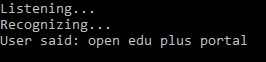 Listening...
Recognizing...
User said: open edu plus portal